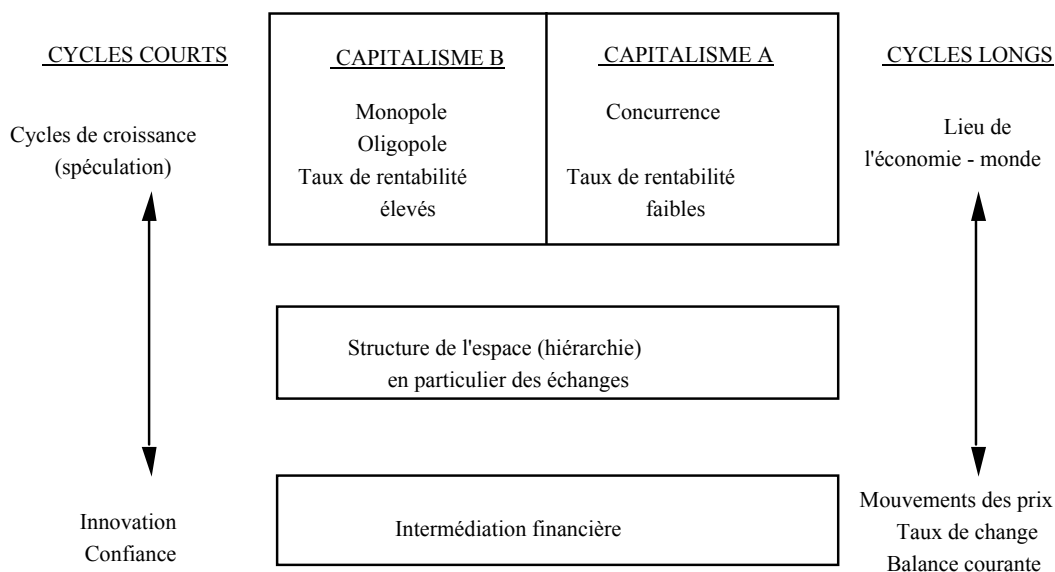 CYCLES COURTS
Cycles de croissance
(spéculation)
Innovation
Confiance
CAPITALISME B
Monopole
Oligopole
Taux de rentabilité
élevés
CAPITALISME A
Concurrence
Taux de rentabilité
faibles
Structure de l'espace (hiérarchie)
en particulier des échanges
Intermédiation financière
CYCLES LONGS
Lieu de
l'économie - monde
Mouvements des prix
Taux de change
Balance courante